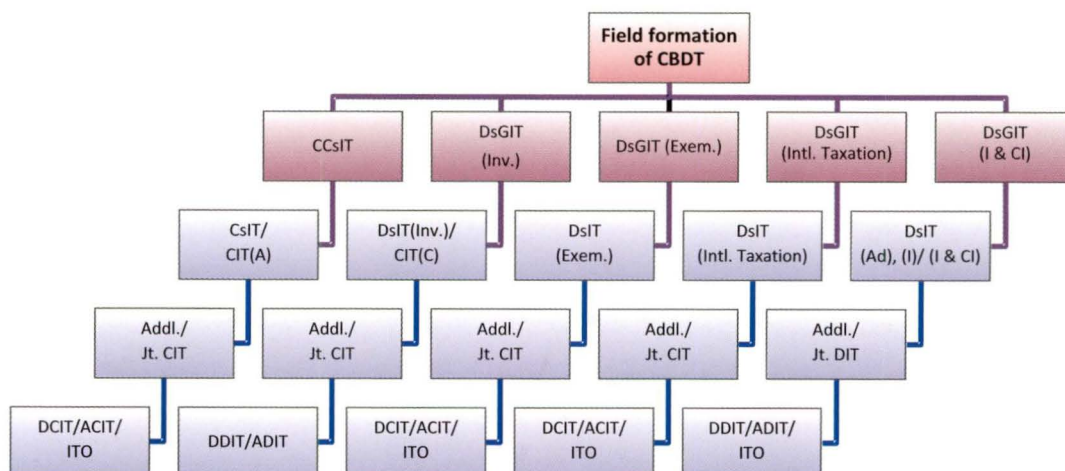 Field formation
of CBDT
CCsIT
DsGIT
(Inv.)
DsGIT (Exem.)
DsGIT
(Intl. Taxation)
DsGIT
(I & CI)
CsIT/
CIT(A)
DsIT(Inv.)/
CIT(C)
DsIT
(Exem.)
DsIT
(Intl. Taxation)
DsIT
(Ad), (I)/ (I & CI)
Addl./
Jt. CIT
Addl./
Jt. CIT
Addl./
Jt. CIT
Addl./
Jt. CIT
Addl./
Jt. DIT
DCIT/ACIT/
ITO
DDIT/ADIT
DCIT/ACIT/
ITO
DCIT/ACIT/
ITO
DDIT/ADIT/
ITO